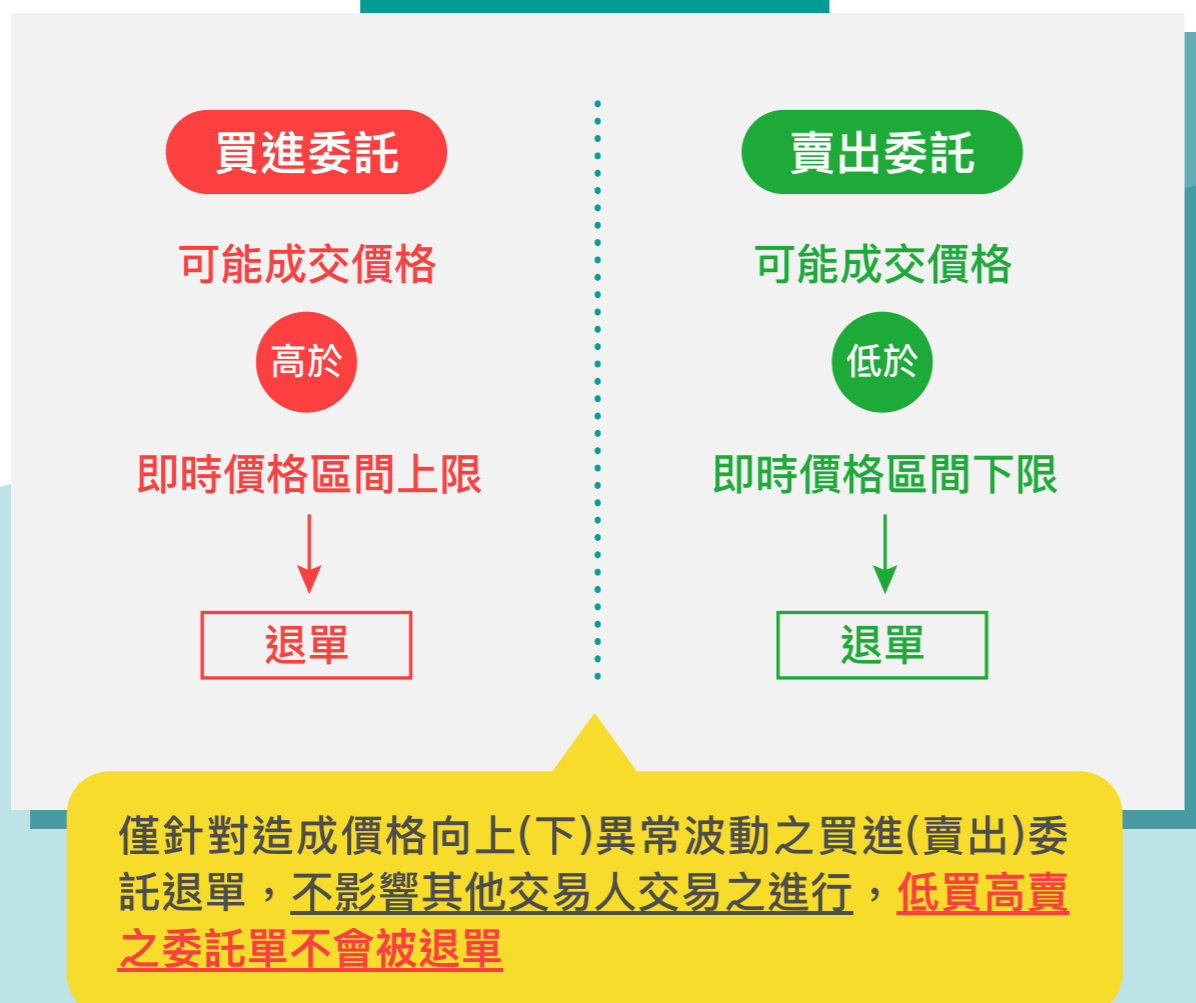 買進委託
可能成交價格
高於
即時價格區間上限
退單
賣出委託
可能成交價格
低於
即時價格區間下限
退單
僅針對造成價格向上(下)異常波動之買進(賣出)委
託退單，不影響其他交易人交易之進行，低買高賣
之委託單不會被退單